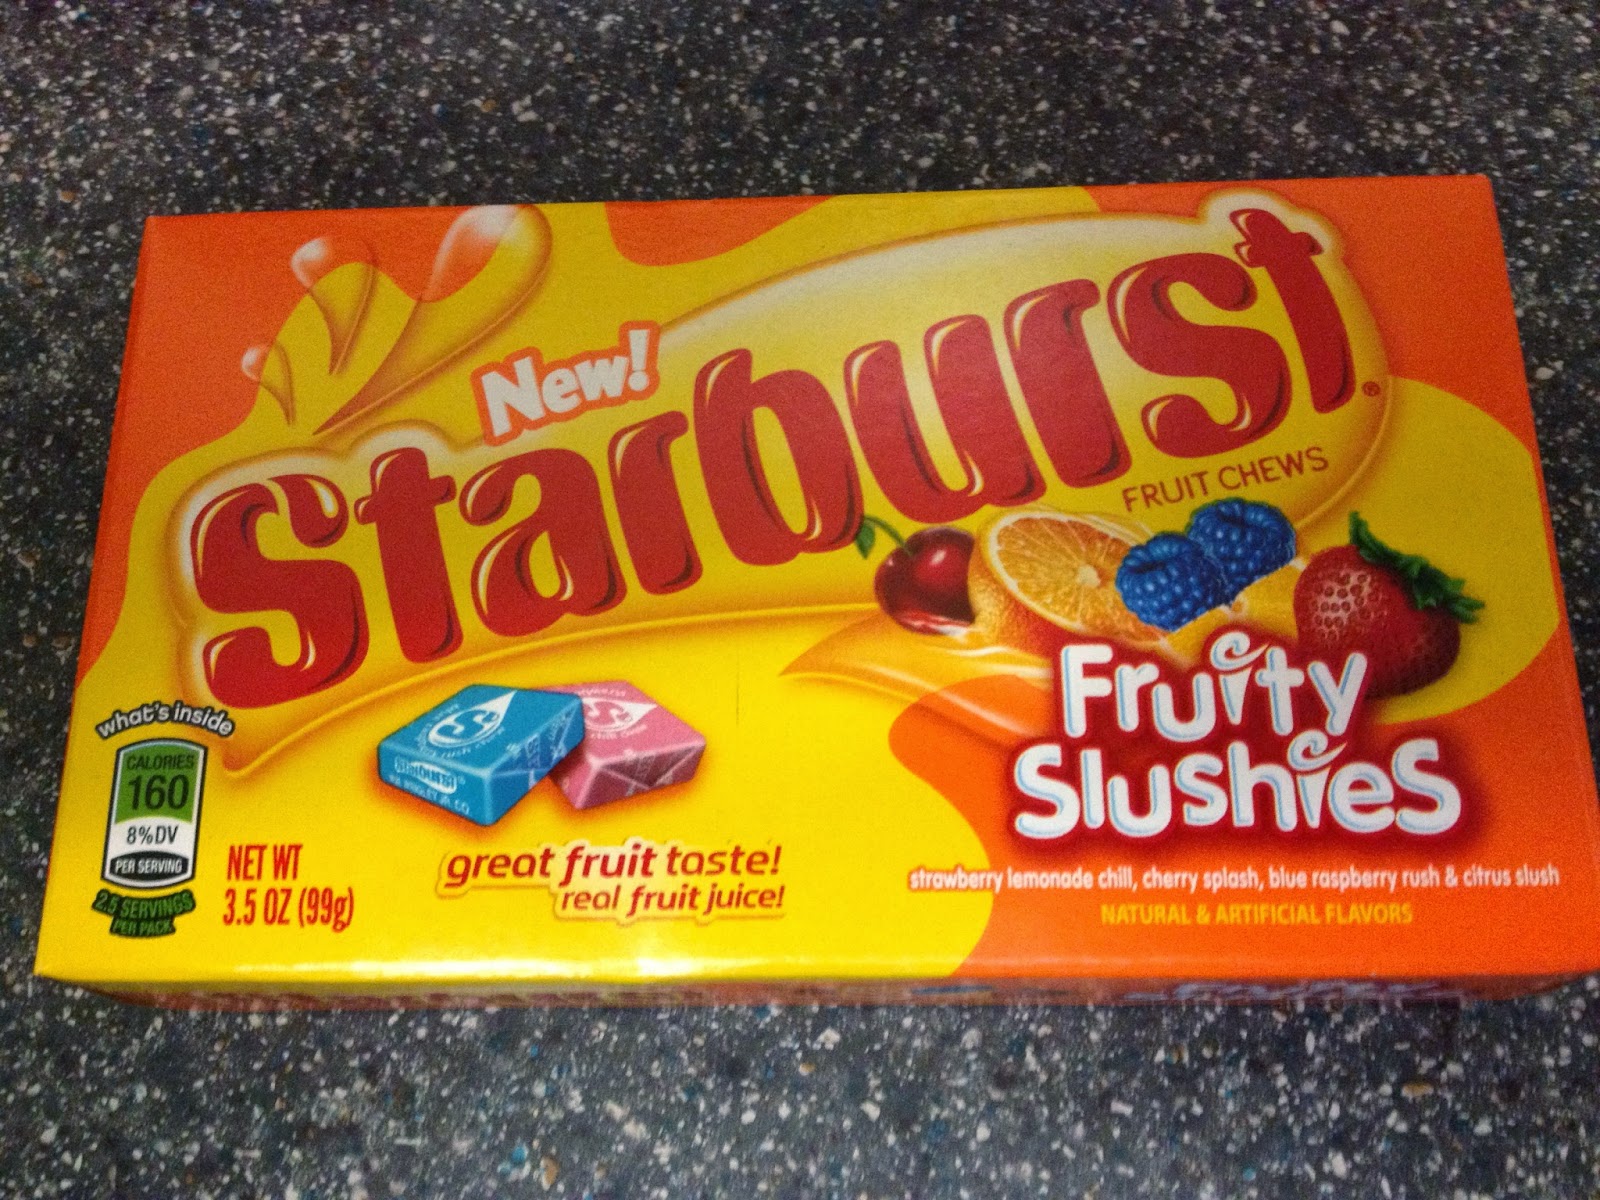 New!
Starburst®
FRUIT CHEWS
Fruity
Slushies
strawberry lemonade chill, cherry splash, blue raspberry rush & citrus slush
NATURAL & ARTIFICIAL FLAVORS
Starburst®
great fruit taste!
real fruit juice!
what's inside
CALORIES
160
8%DV
PER SERVING
2.5 SERVINGS
PER PACK
NET WT
3.5 OZ (99g)